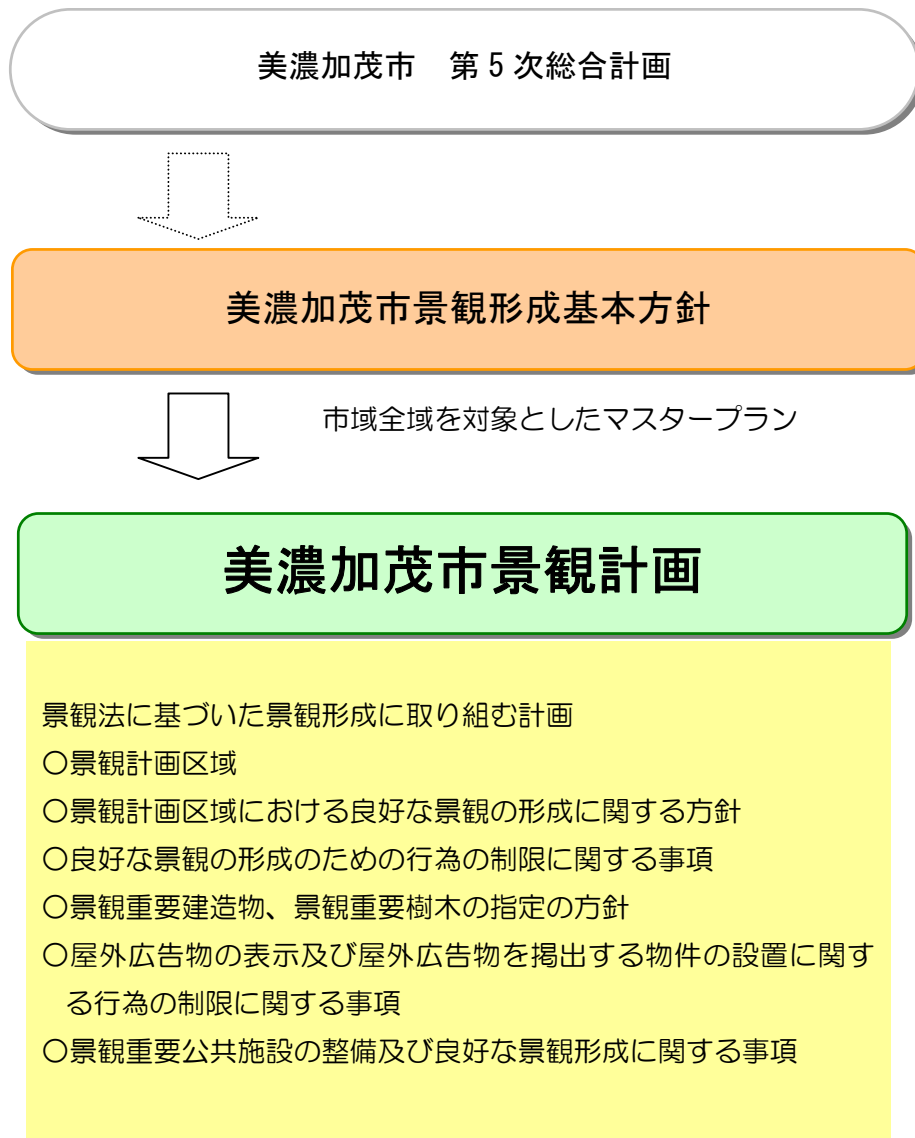 美濃加茂市　第5次総合計画
美濃加茂市景観形成基本方針
市域全域を対象としたマスタープラン
美濃加茂市景観計画
景観法に基づいた景観形成に取り組む計画
○景観計画区域
○景観計画区域における良好な景観の形成に関する方針
○良好な景観の形成のための行為の制限に関する事項
○景観重要建造物、景観重要樹木の指定の方針
○屋外広告物の表示及び屋外広告物を掲出する物件の設置に関す
る行為の制限に関する事項
○景観重要公共施設の整備及び良好な景観形成に関する事項